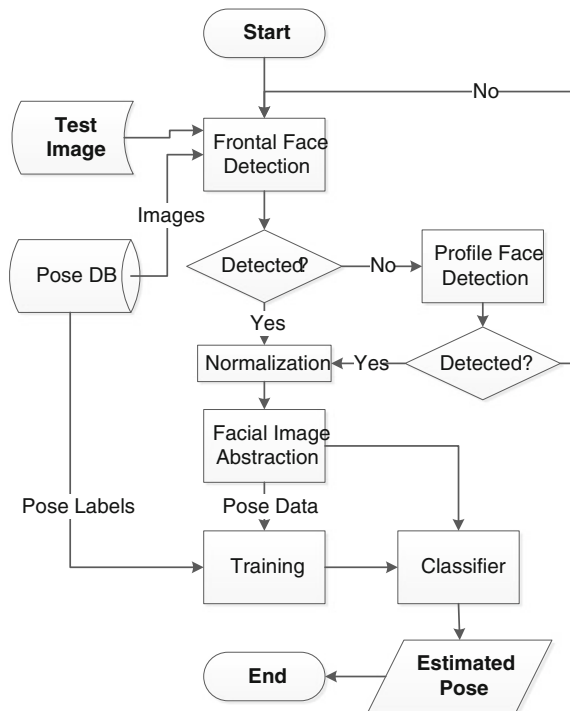 Start
No
Test
Image
Frontal Face
Detection
Images
Pose DB
Detected?
No
Profile Face
Detection
Yes
Normalization
Yes
Detected?
Facial Image
Abstraction
Pose Labels
Pose Data
Training
Classifier
End
Estimated
Pose